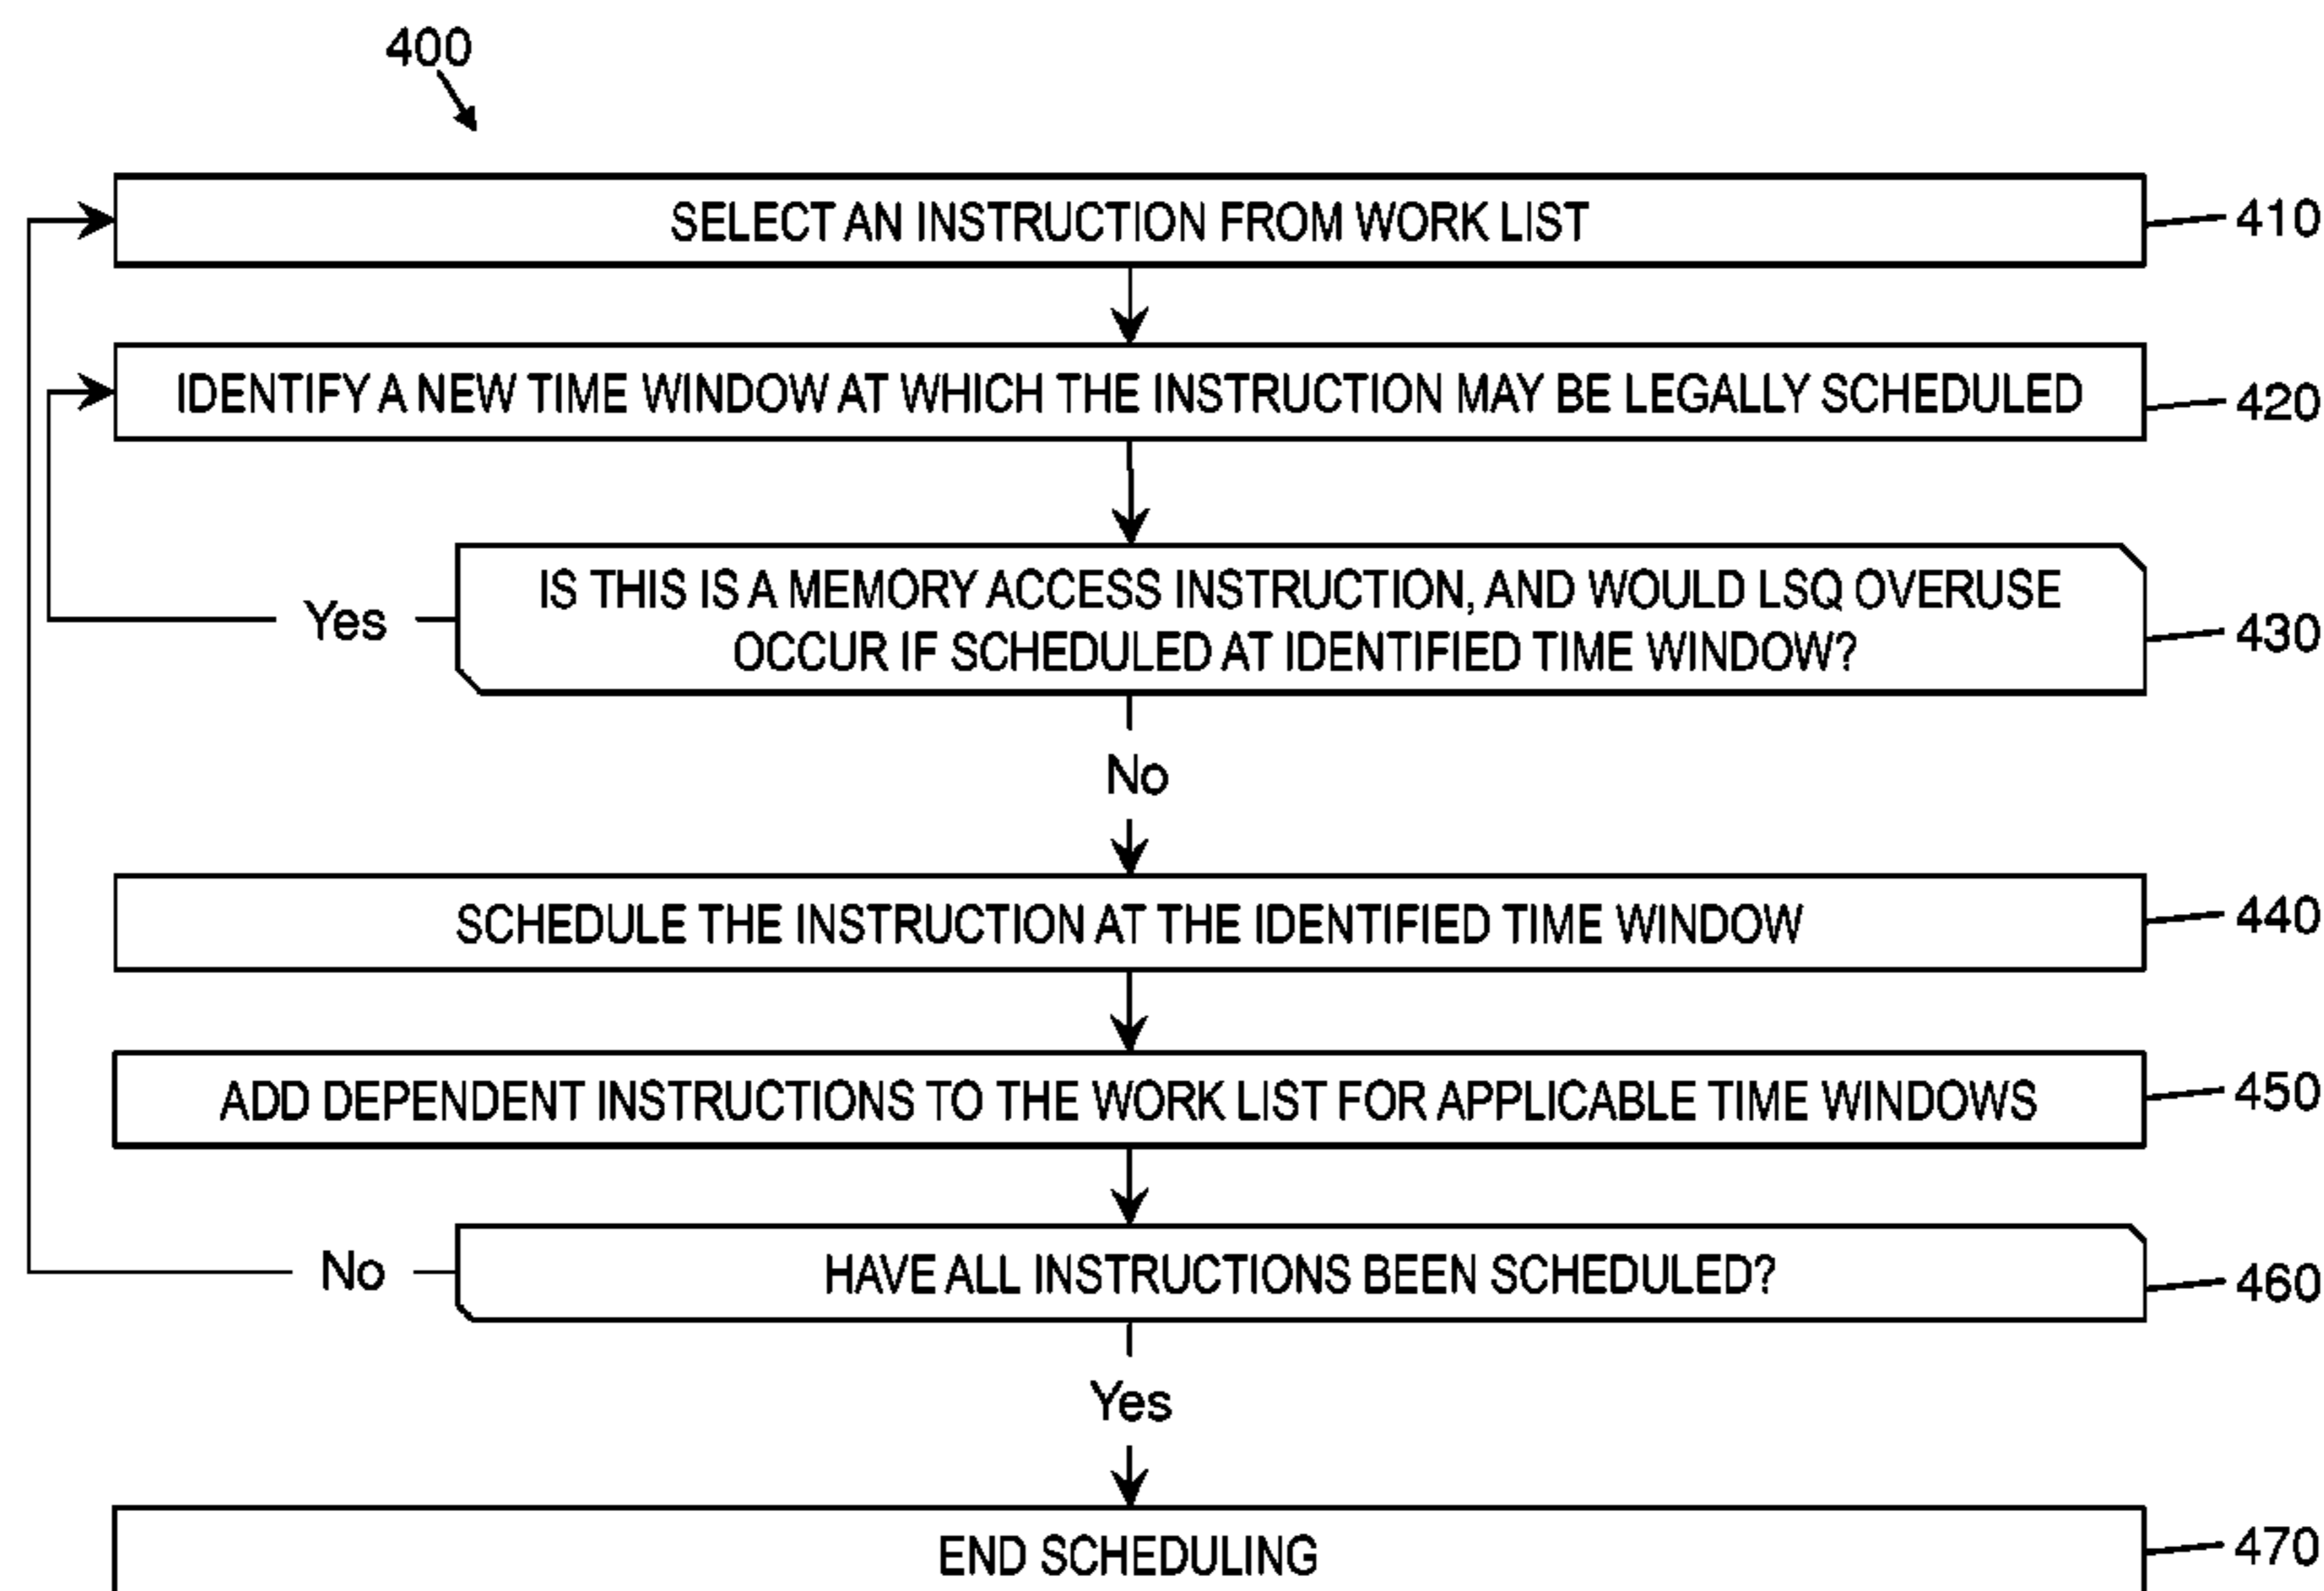 400
SELECT AN INSTRUCTION FROM WORK LIST
410
IDENTIFY A NEW TIME WINDOW AT WHICH THE INSTRUCTION MAY BE LEGALLY SCHEDULED
420
IS THIS IS A MEMORY ACCESS INSTRUCTION, AND WOULD LSQ OVERUSE
OCCUR IF SCHEDULED AT IDENTIFIED TIME WINDOW?
430
Yes
No
SCHEDULE THE INSTRUCTION AT THE IDENTIFIED TIME WINDOW
440
ADD DEPENDENT INSTRUCTIONS TO THE WORK LIST FOR APPLICABLE TIME WINDOWS
450
HAVE ALL INSTRUCTIONS BEEN SCHEDULED?
460
No
Yes
END SCHEDULING
470